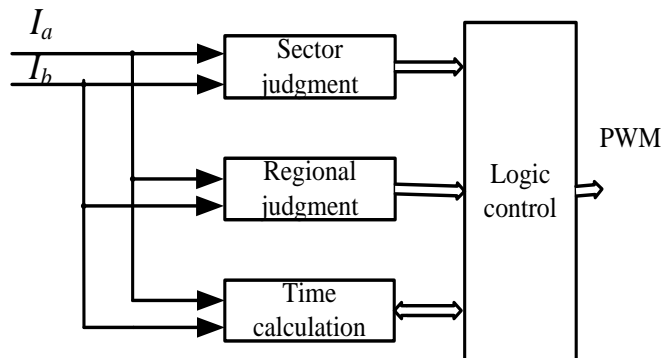 I_a
I_b
Sector
judgment
Regional
judgment
Time
calculation
Logic
control
PWM